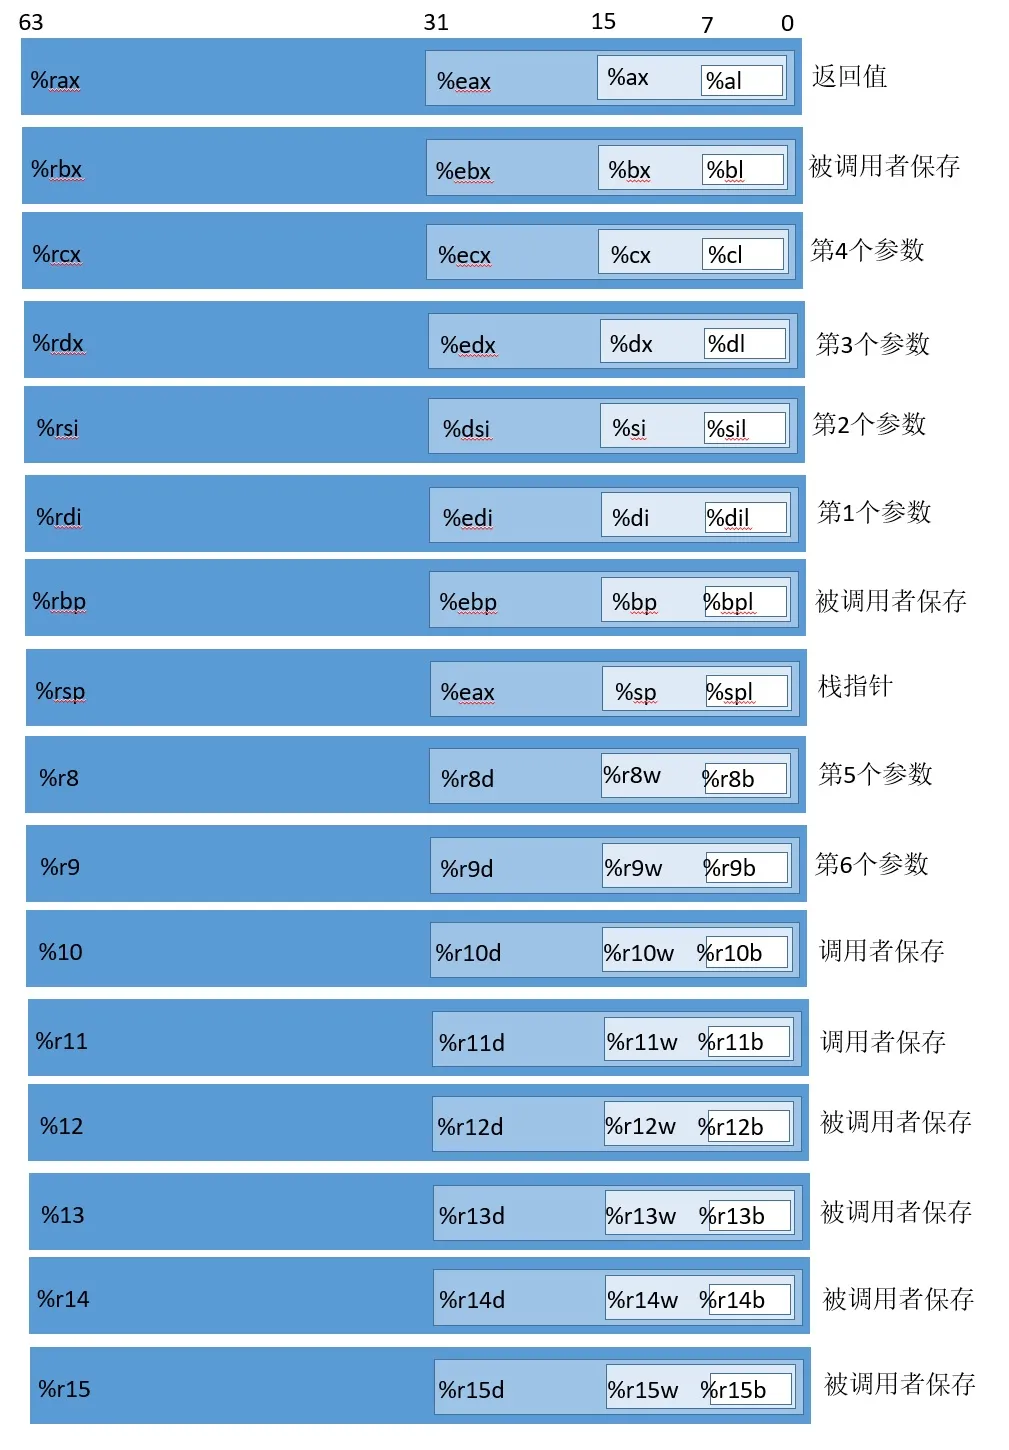 63 31 15 7 0
%rax %eax %ax %al 返回值
%rbx %ebx %bx %bl 被调用者保存
%rcx %ecx %cx %cl 第4个参数
%rdx %edx %dx %dl 第3个参数
%rsi %dsi %si %sil 第2个参数
%rdi %edi %di %dil 第1个参数
%rbp %ebp %bp %bpl 被调用者保存
%rsp %eax %sp %spl 栈指针
%r8 %r8d %r8w %r8b 第5个参数
%r9 %r9d %r9w %r9b 第6个参数
%10 %r10d %r10w %r10b 调用者保存
%r11 %r11d %r11w %r11b 调用者保存
%12 %r12d %r12w %r12b 被调用者保存
%13 %r13d %r13w %r13b 被调用者保存
%r14 %r14d %r14w %r14b 被调用者保存
%r15 %r15d %r15w %r15b 被调用者保存